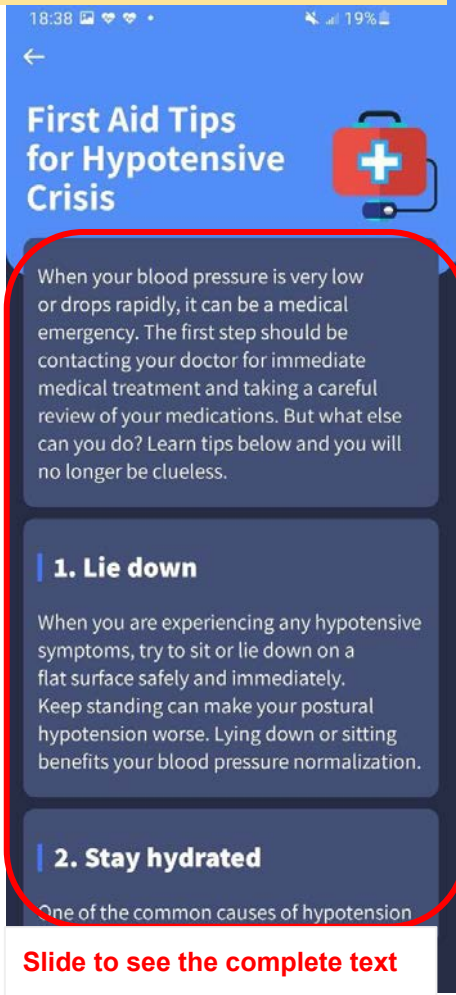 18:38
19%
First Aid Tips
for Hypotensive
Crisis
When your blood pressure is very low
or drops rapidly, it can be a medical
emergency. The first step should be
contacting your doctor for immediate
medical treatment and taking a careful
review of your medications. But what else
can you do? Learn tips below and you will
no longer be clueless.
1. Lie down
When you are experiencing any hypotensive
symptoms, try to sit or lie down on a
flat surface safely and immediately.
Keep standing can make your postural
hypotension worse. Lying down or sitting
benefits your blood pressure normalization.
2. Stay hydrated
One of the common causes of hypotension
Slide to see the complete text